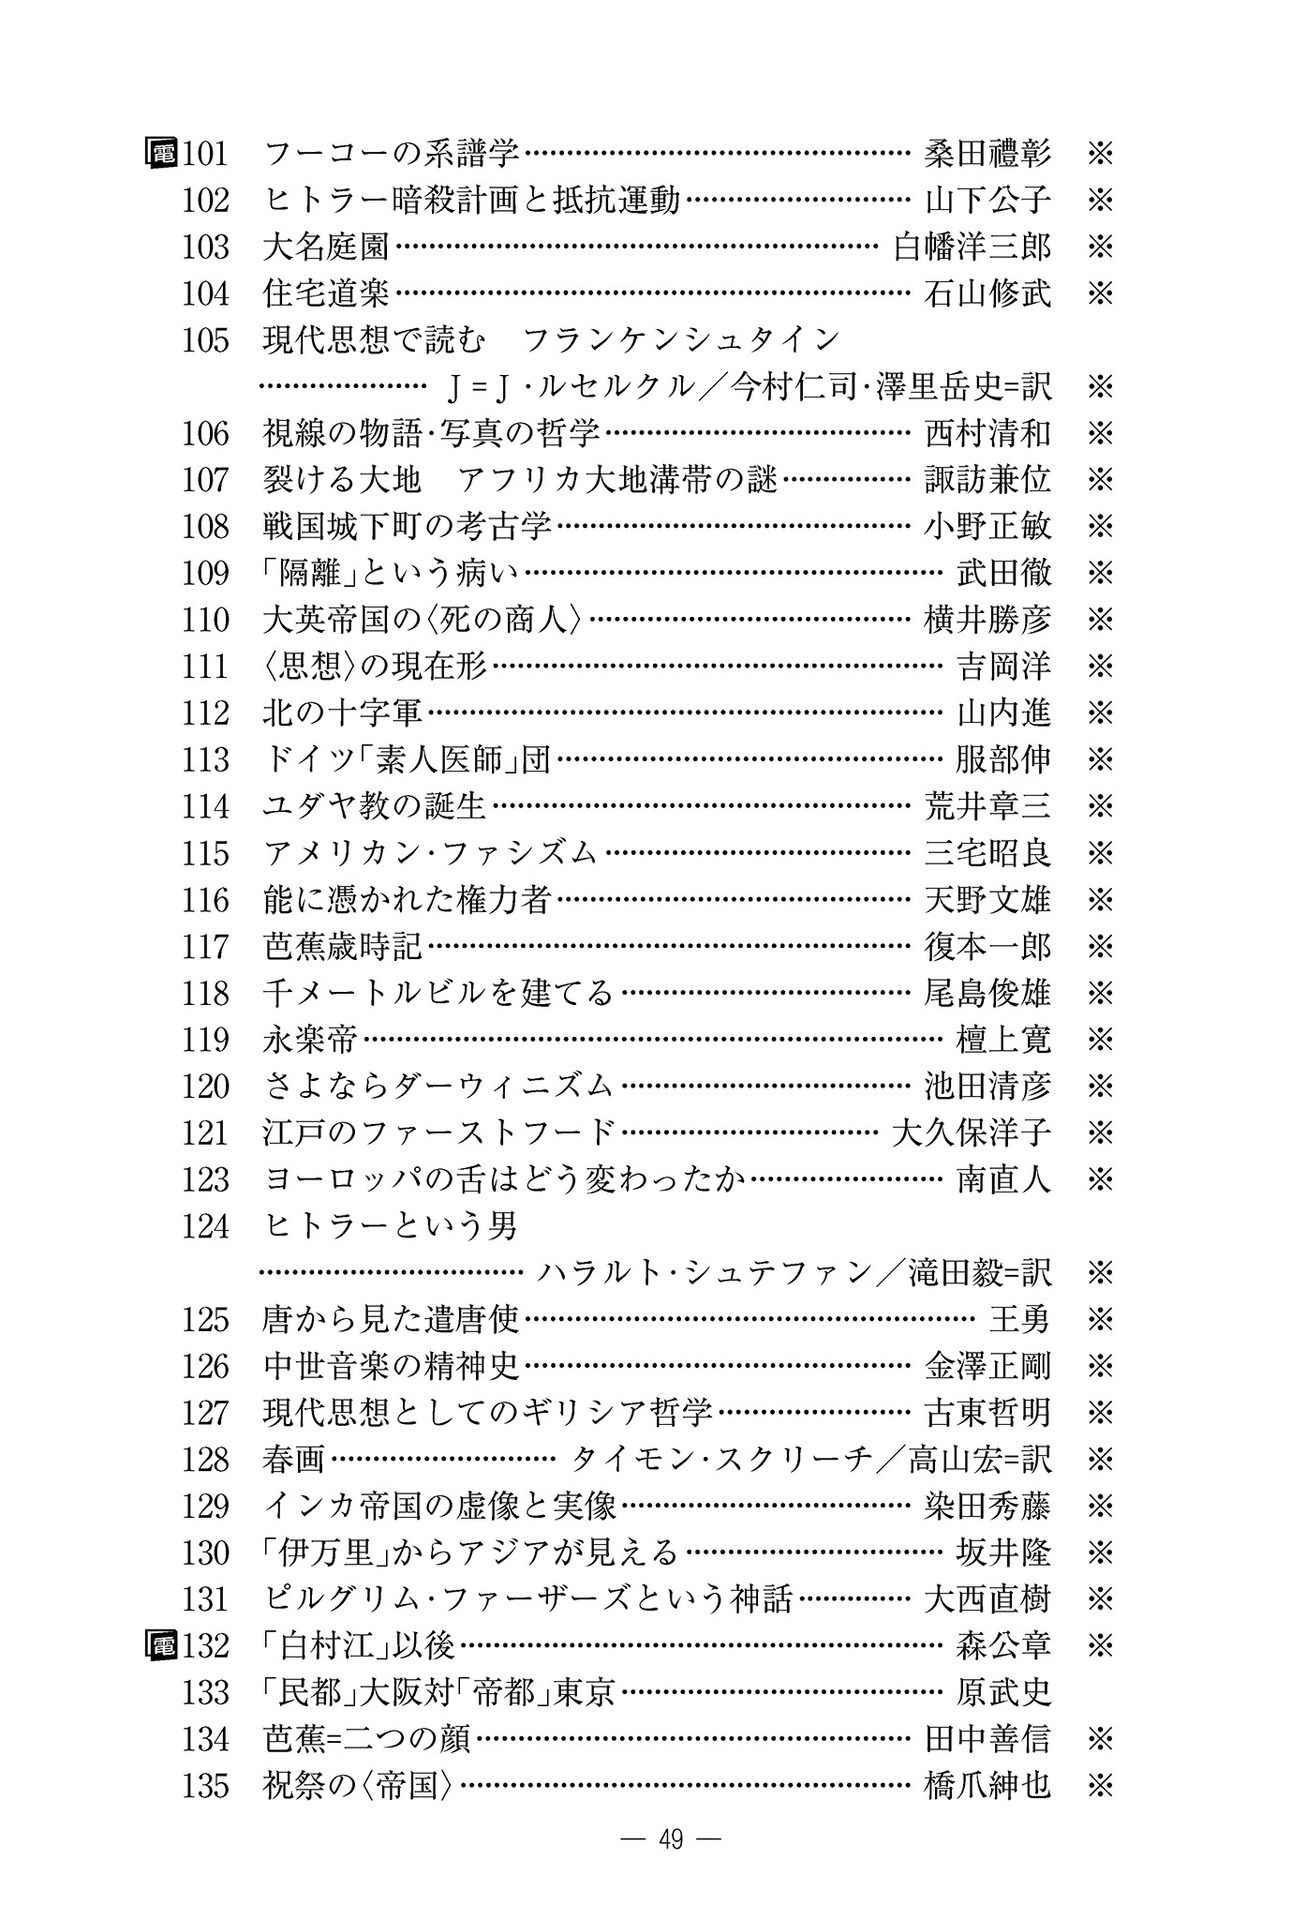 電101 フーコーの系譜学…………………………………… 桑田禮彰 ※
102 ヒトラー暗殺計画と抵抗運動…………………… 山下公子 ※
103 大名庭園……………………………………………… 白幡洋三郎 ※
104 住宅道楽………………………………………………… 石山修武 ※
105 現代思想で読む　フランケンシュタイン
………………… J＝J・ルセルクル／今村仁司・澤里岳史=訳 ※
106 視線の物語・写真の哲学…………………………… 西村清和 ※
107 裂ける大地　アフリカ大地溝帯の謎…………… 諏訪兼位 ※
108 戦国城下町の考古学………………………………… 小野正敏 ※
109 「隔離」という病い……………………………………… 武田徹 ※
110 大英帝国の〈死の商人〉……………………………… 横井勝彦 ※
111 〈思想〉の現在形………………………………………… 吉岡洋 ※
112 北の十字軍……………………………………………… 山内進 ※
113 ドイツ「素人医師」団…………………………………… 服部伸 ※
114 ユダヤ教の誕生……………………………………… 荒井章三 ※
115 アメリカン・ファシズム…………………………… 三宅昭良 ※
116 能に憑かれた権力者………………………………… 天野文雄 ※
117 芭蕉歳時記…………………………………………… 復本一郎 ※
118 千メートルビルを建てる………………………… 尾島俊雄 ※
119 永楽帝…………………………………………………… 檀上寛 ※
120 さよならダーウィニズム………………………… 池田清彦 ※
121 江戸のファーストフード……………………… 大久保洋子 ※
123 ヨーロッパの舌はどう変わったか………………… 南直人 ※
124 ヒトラーという男
…………………………… ハラルト・シュテファン／滝田毅=訳 ※
125 唐から見た遣唐使………………………………………… 王勇 ※
126 中世音楽の精神史…………………………………… 金澤正剛 ※
127 現代思想としてのギリシア哲学………………… 古東哲明 ※
128 春画……………………… タイモン・スクリーチ／高山宏=訳 ※
129 インカ帝国の虚像と実像………………………… 染田秀藤 ※
130 「伊万里」からアジアが見える……………………… 坂井隆 ※
131 ピルグリム・ファーザーズという神話………… 大西直樹 ※
電132 「白村江」以後…………………………………………… 森公章 ※
133 「民都」大阪対「帝都」東京…………………………… 原武史
134 芭蕉=二つの顔……………………………………… 田中善信 ※
135 祝祭の〈帝国〉………………………………………… 橋爪紳也 ※
— 49 —